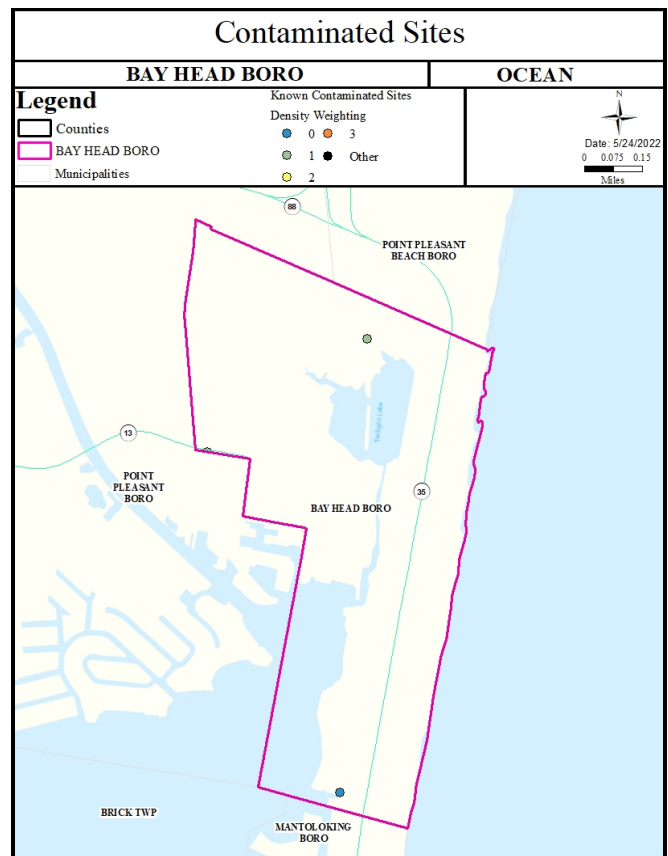 Contaminated Sites
BAY HEAD BORO
OCEAN
Legend
Counties
BAY HEAD BORO
Municipalities
Known Contaminated Sites
Density Weighting
0
3
1
Other
2
N
Date: 5/24/2022
0 0.075 0.15
Miles
88
POINT PLEASANT
BEACH BORO
Twilight Lake
13
POINT
PLEASANT
BORO
BAY HEAD BORO
35
BRICK TWP
MANTOLOKING
BORO